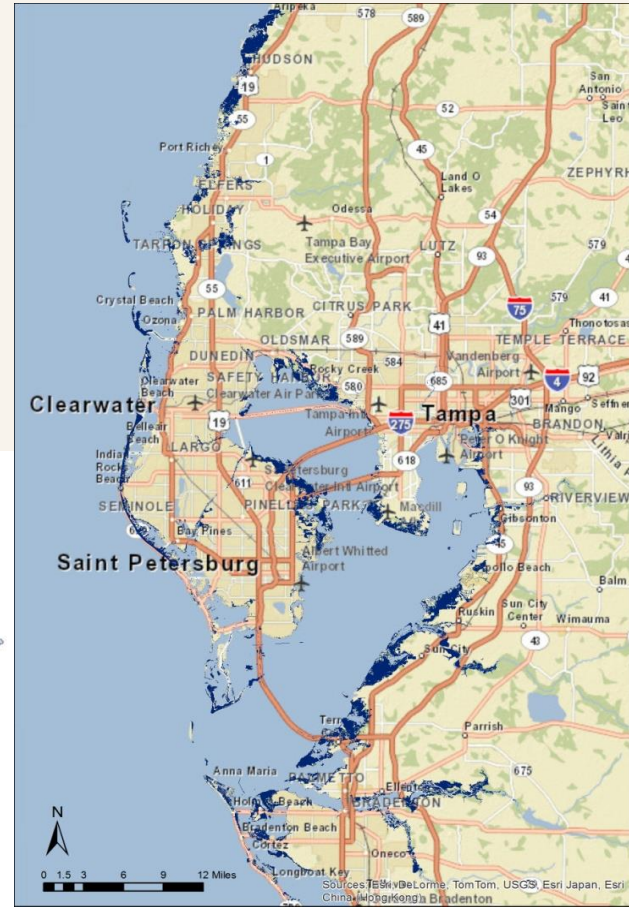 Aripeka
578
589
HUDSON
19
San
Antonio
Saint
Leo
52
55
45
Port Richey
1
Land O
Lakes
ZEPHYRH
ELFERS
HOLIDAY
Odessa
54
Tampa Bay
Executive Airport
LUTZ
93
579
TARPON SPRINGS
41
55
Crystal Beach
Ozona
PALM HARBOR
CITRUS PARK
75
579
41
Thonotosas
OLDSMAR
589
TEMPLE TERRACE
DUNEDIN
584
Vandenberg
Airport
Rocky Creek
SAFETY HARBOR
580
685
4
92
Clearwater
Beach
Clearwater Air Park
301
Mango
Seffner
Clearwater
Tampa Int
Airport
275
Tampa
BRANDON
Belleair
Beach
19
Peter O Knight
Airport
Valri
LARGO
618
Lithia
Indian
Rocks
Beach
611
St Petersburg
Clearwater Intl Airport
93
SEMINOLE
PINELLAS PARK
Macdill
RIVERVIEW
Gibsonton
Bay Pines
45
Saint Petersburg
Albert Whitted
Airport
Apollo Beach
Balm
Ruskin
Sun City
Center
Wimauma
43
Sun City
Terr
Parrish
675
Anna Maria
PALMETTO
Ellenton
Holmes Beach
BRADENTON
Bradenton Beach
Cortez
Oneco
Longboat Key
N
0 1.5 3 6 9 12 Miles
Sources: Esri, DeLorme, TomTom, USGS, Esri Japan, Esri
China (Hong Kong),